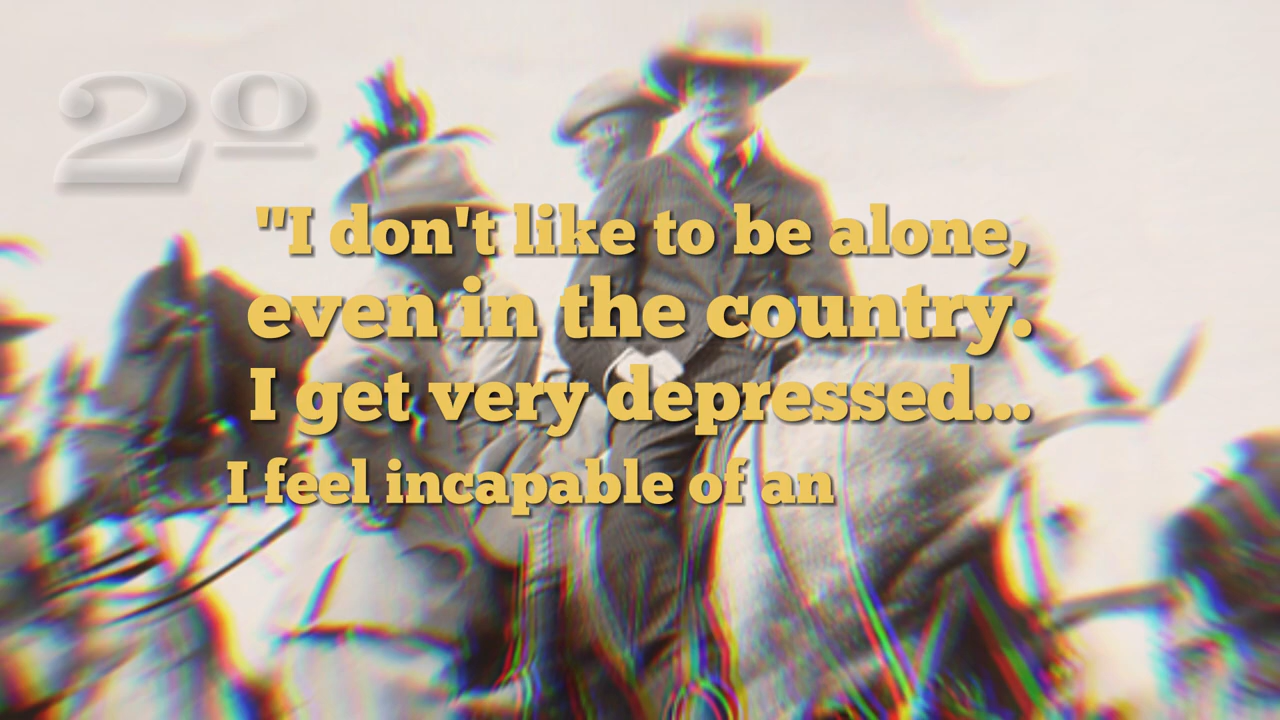 2º
"I don't like to be alone,
even in the country.
I get very depressed...
I feel incapable of an